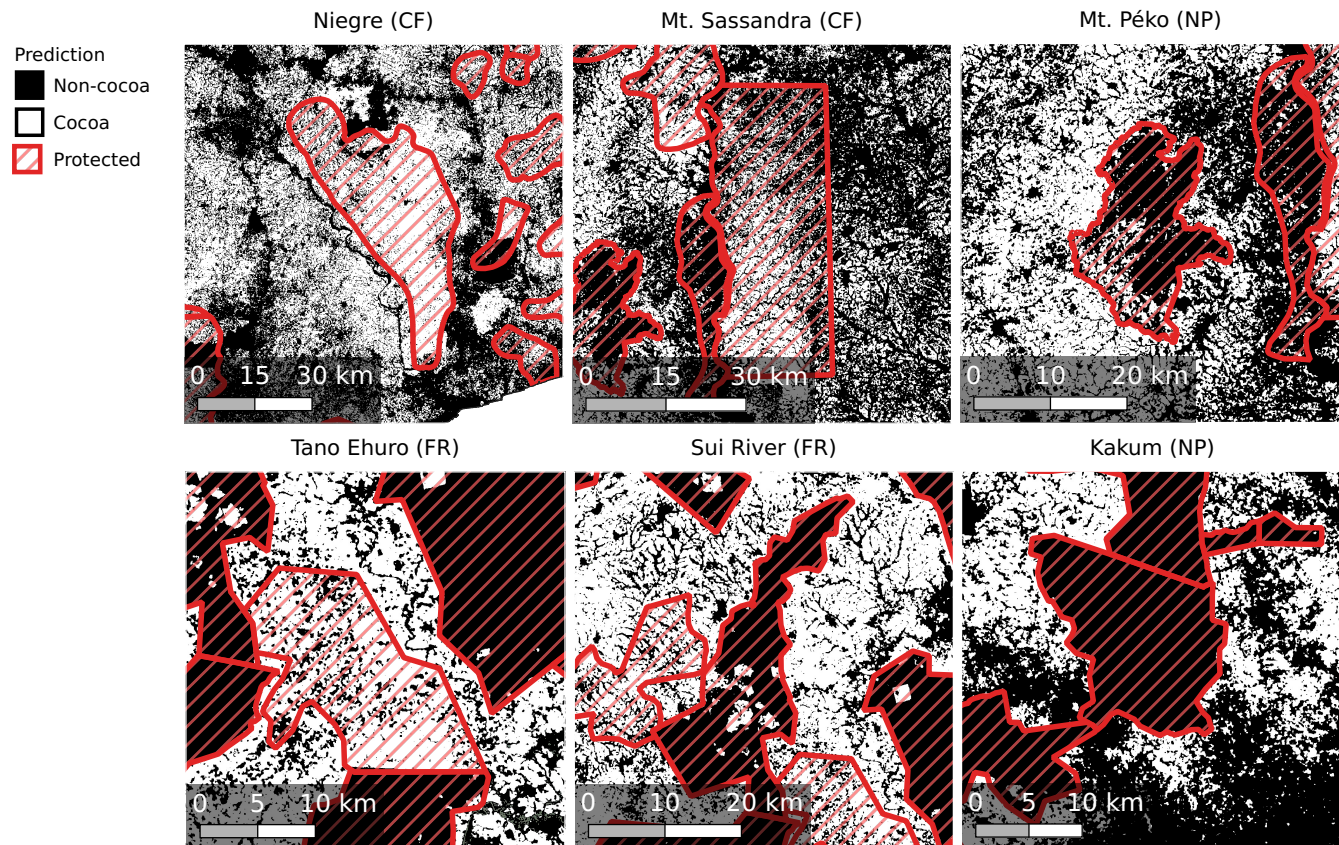 Niegre (CF)
Mt. Sassandra (CF)
Mt. Péko (NP)
Prediction
Non-cocoa
Cocoa
Protected
0 15 30 km
0 15 30 km
0 10 20 km
Tano Ehuro (FR)
Sui River (FR)
Kakum (NP)
0 5 10 km
0 10 20 km
0 5 10 km